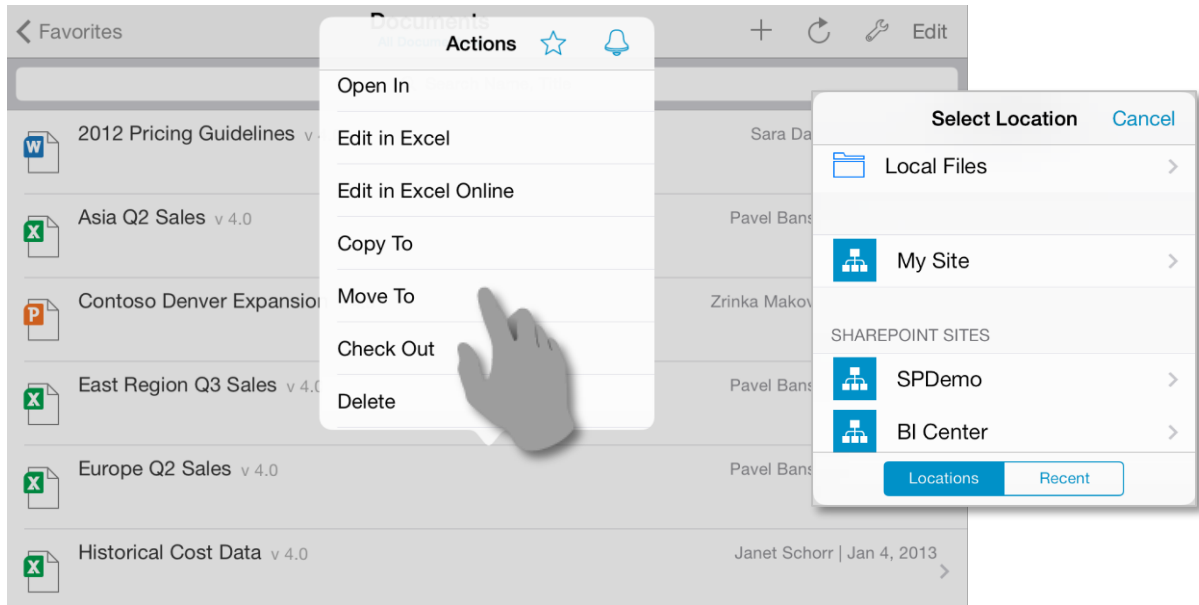 Favorites
Documents
Edit
Actions
Open In
Edit in Excel
Edit in Excel Online
Copy To
Move To
Check Out
Delete
2012 Pricing Guidelines v
Sara Da
Asia Q2 Sales v 4.0
Pavel Bans
Contoso Denver Expansion
Zrinka Makov
East Region Q3 Sales v 4.0
Pavel Bans
Europe Q2 Sales v 4.0
Pavel Bans
Historical Cost Data v 4.0
Janet Schorr | Jan 4, 2013
Select Location
Cancel
Local Files
My Site
SHAREPOINT SITES
SPDemo
BI Center
Locations
Recent